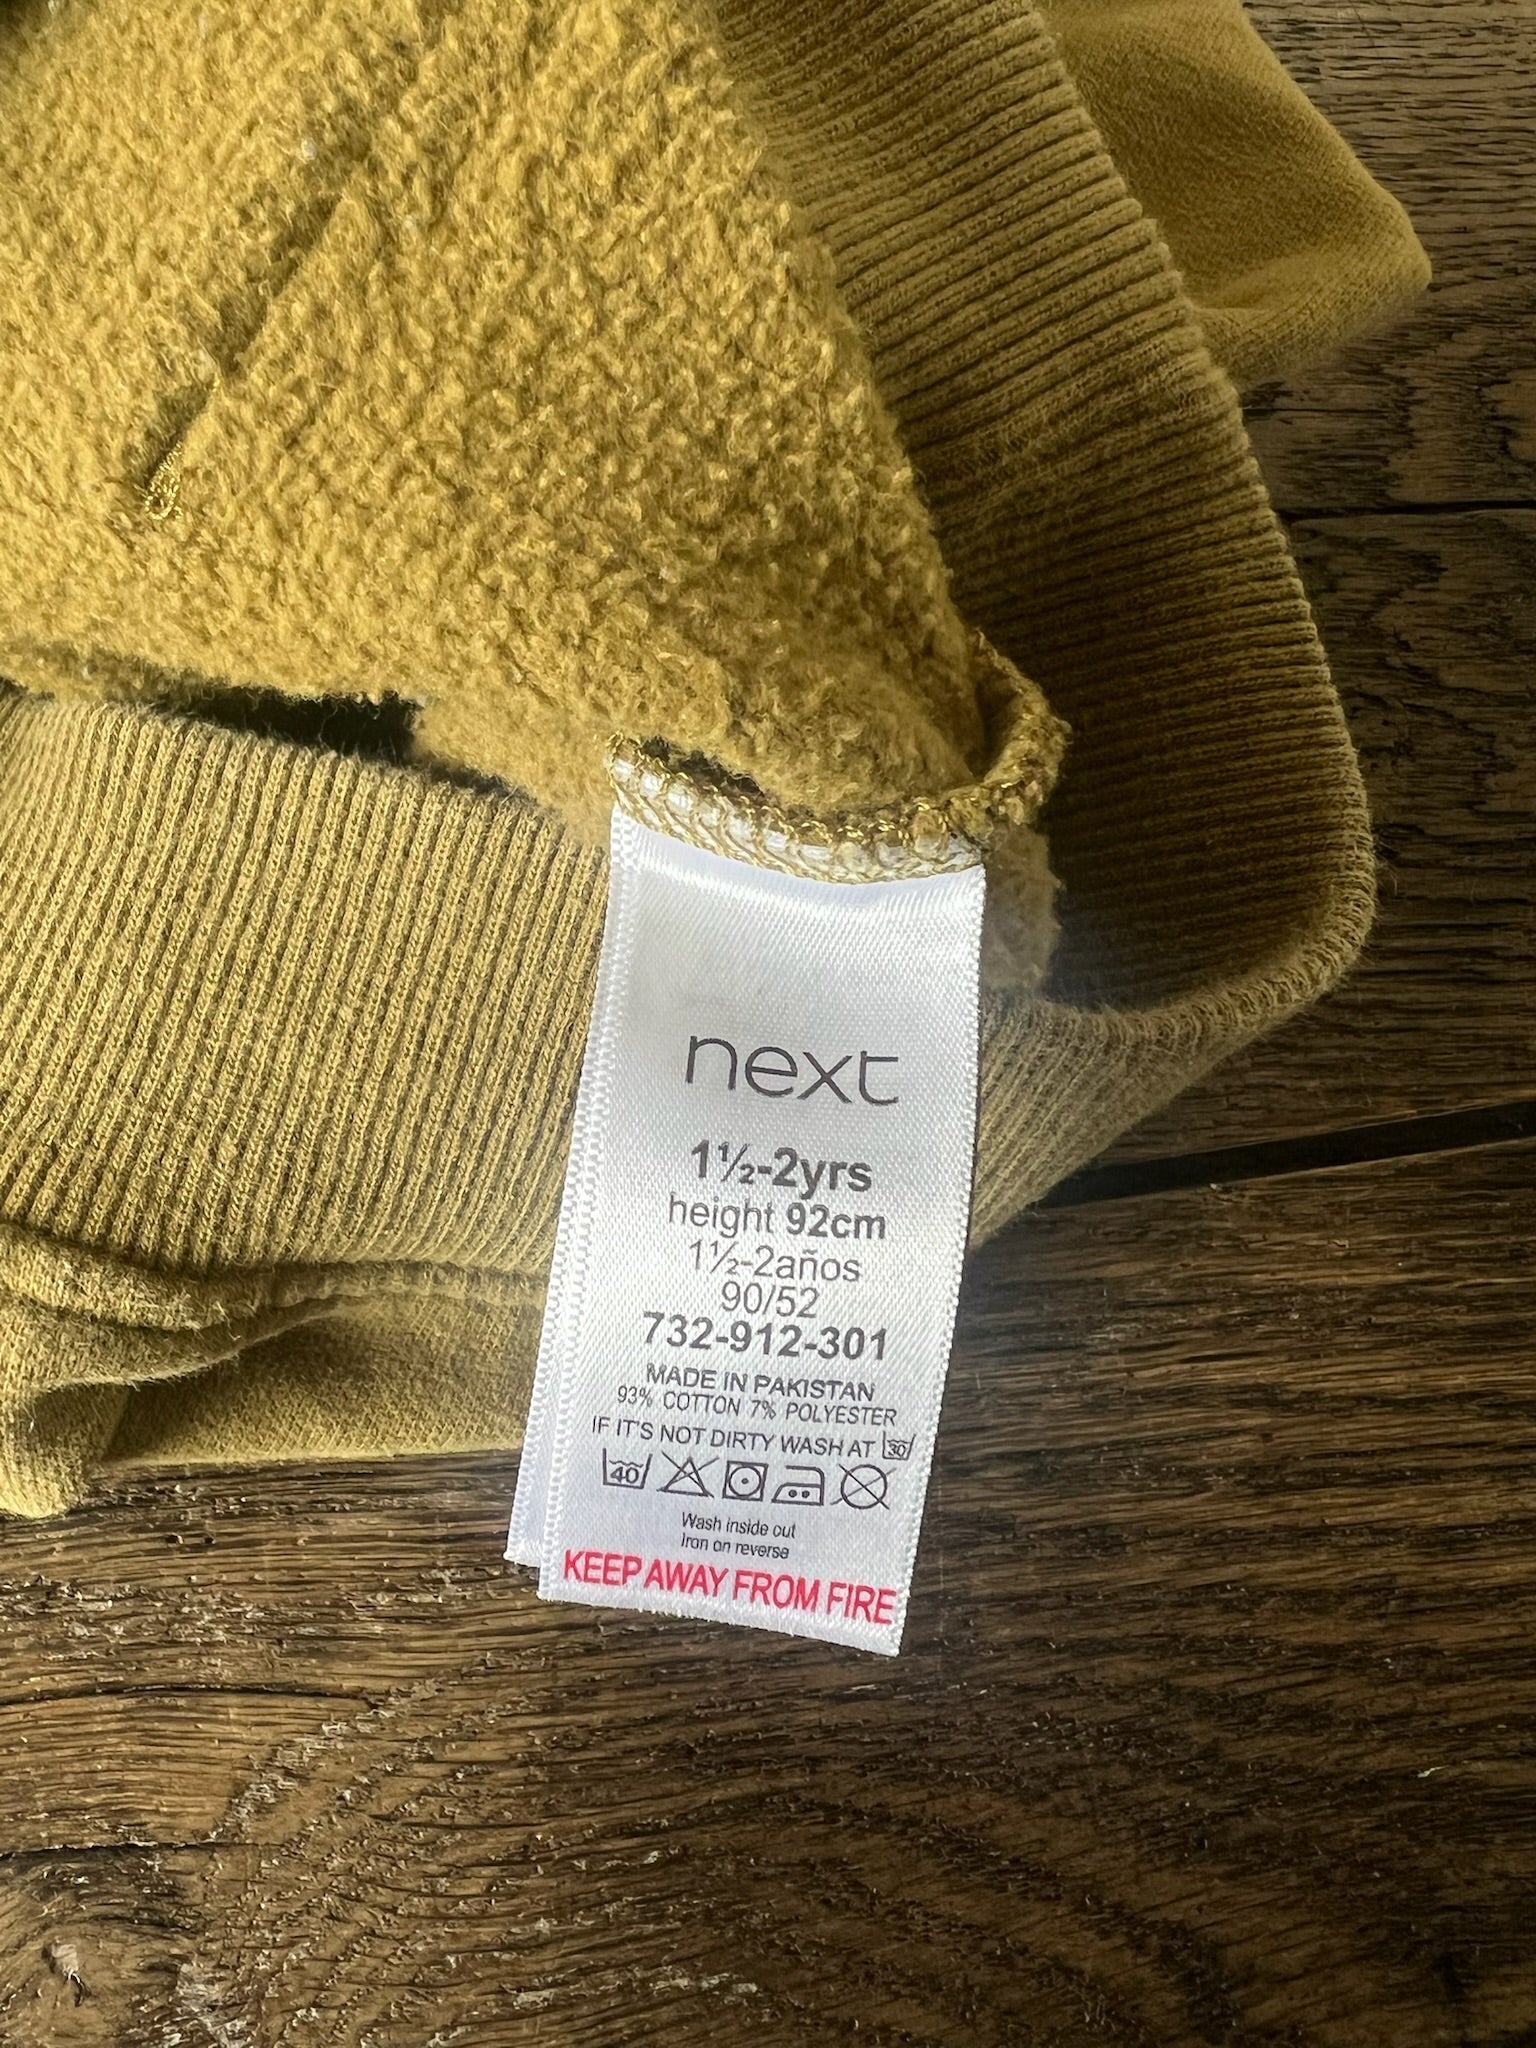 next
1½-2yrs
height 92cm
1½-2años
90/52
732-912-301
MADE IN PAKISTAN
93% COTTON 7% POLYESTER
IF IT'S NOT DIRTY WASH AT 30
40
Wash inside out
Iron on reverse
KEEP AWAY FROM FIRE